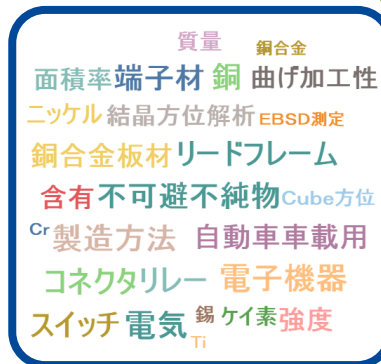 質量 銅合金
面積率 端子材 銅 曲げ加工性
ニッケル 結晶方位解析 EBSD測定
銅合金板材 リードフレーム
含有 不可避不純物 Cube方位
Cr 製造方法 自動車車載用
コネクタ リレー 電子機器
スイッチ 電気 錫 ケイ素 強度
Ti